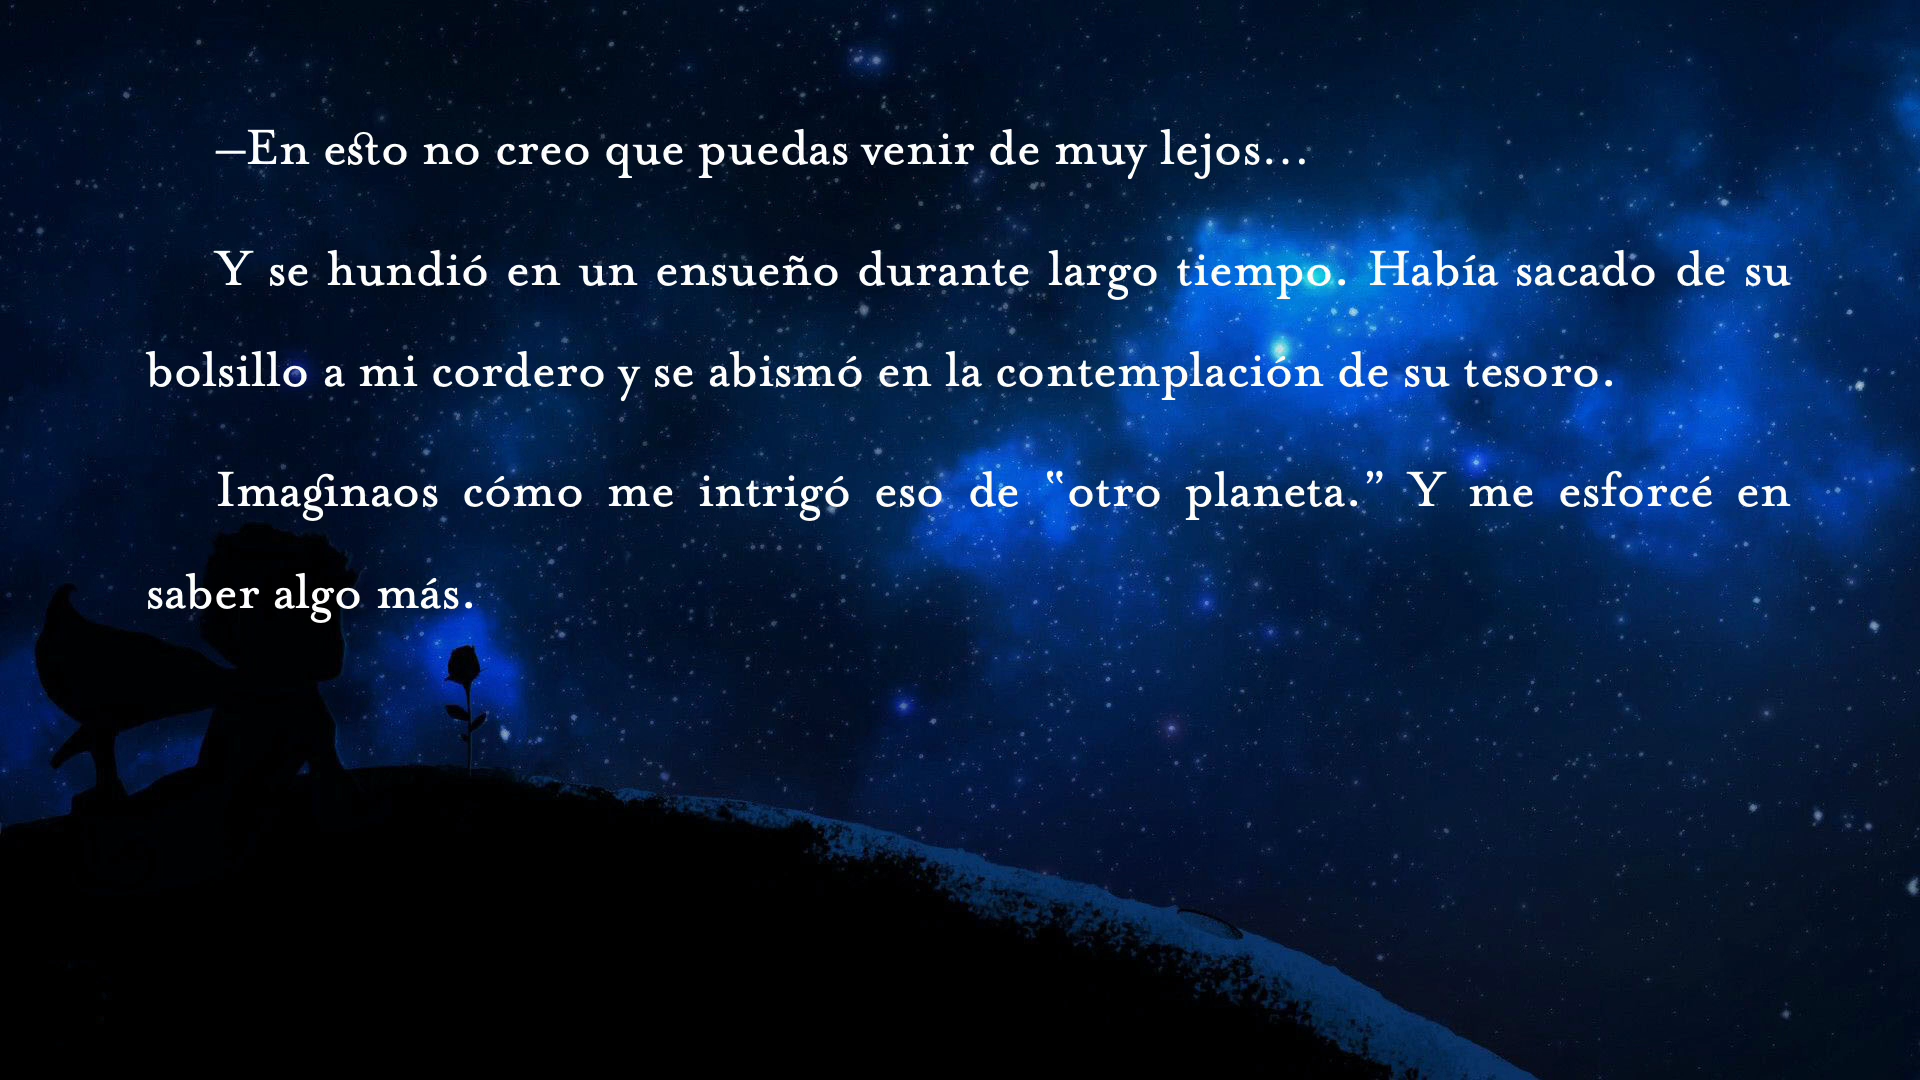 —En esto no creo que puedas venir de muy lejos...
Y se hundió en un ensueño durante largo tiempo. Había sacado de su
bolsillo a mi cordero y se abismó en la contemplación de su tesoro.
Imaginaos cómo me intrigó eso de “otro planeta.” Y me esforcé en
saber algo más.